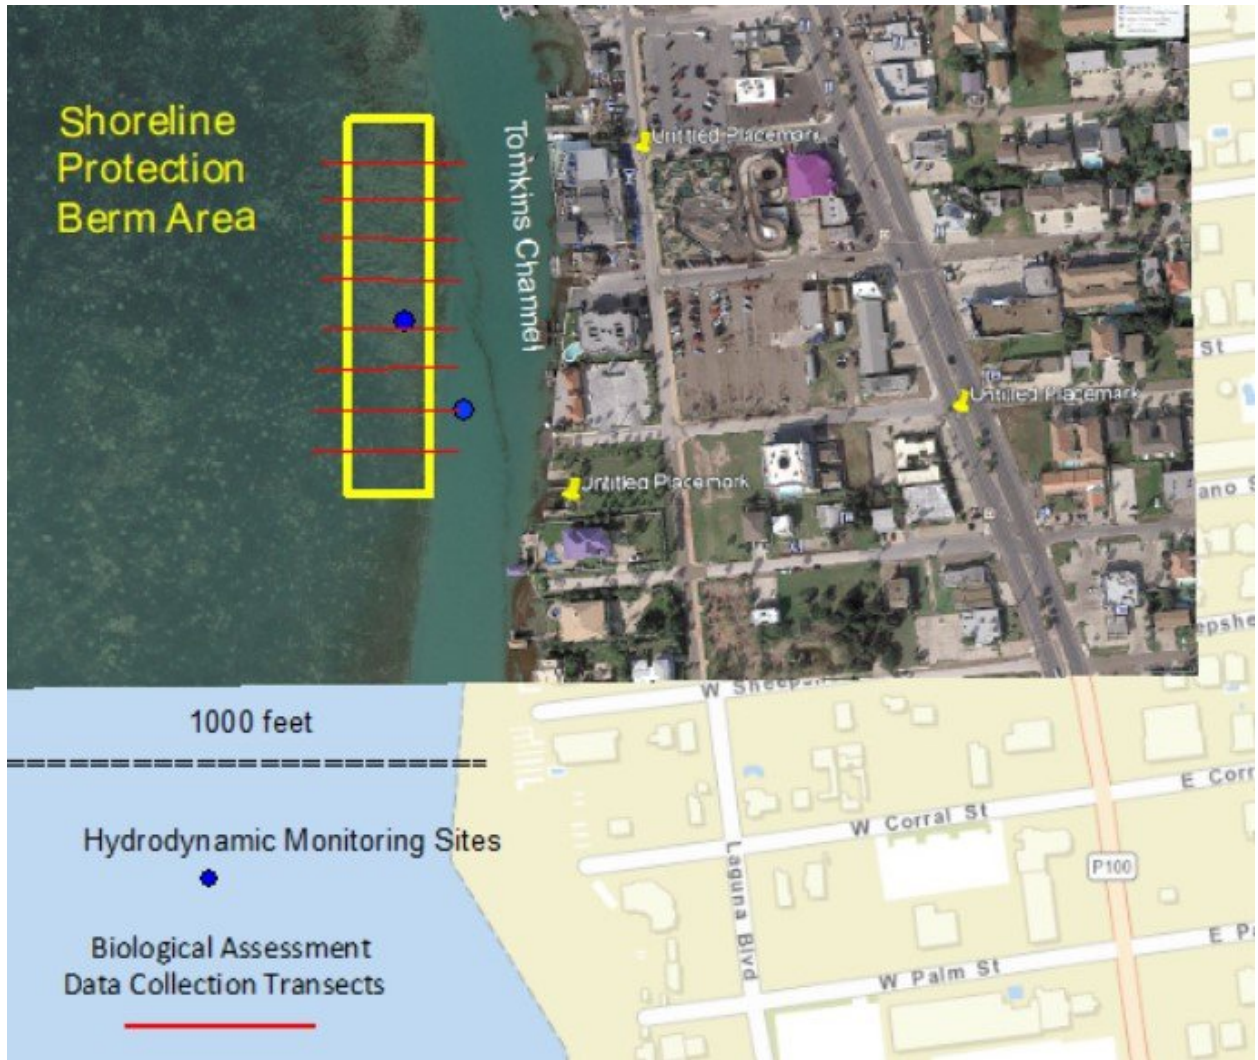 Shoreline
Protection
Berm Area
Tomkins Channel
Untitled Placemark
Untitled Placemark
Untitled Placemark
St
1000 feet
Hydrodynamic Monitoring Sites
Biological Assessment
Data Collection Transects
W Corral St
Laguna Blvd
W Palm St
P100